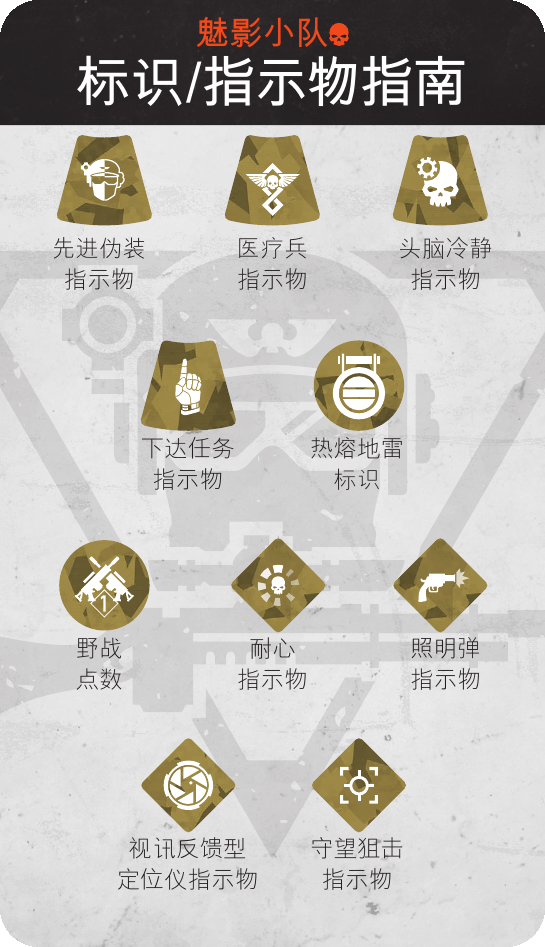 魅影小队
标识/指示物指南
先进伪装
指示物
医疗兵
指示物
头脑冷静
指示物
下达任务
指示物
热熔地雷
标识
1
野战
点数
耐心
指示物
照明弹
指示物
视讯反馈型
定位仪指示物
守望狙击
指示物